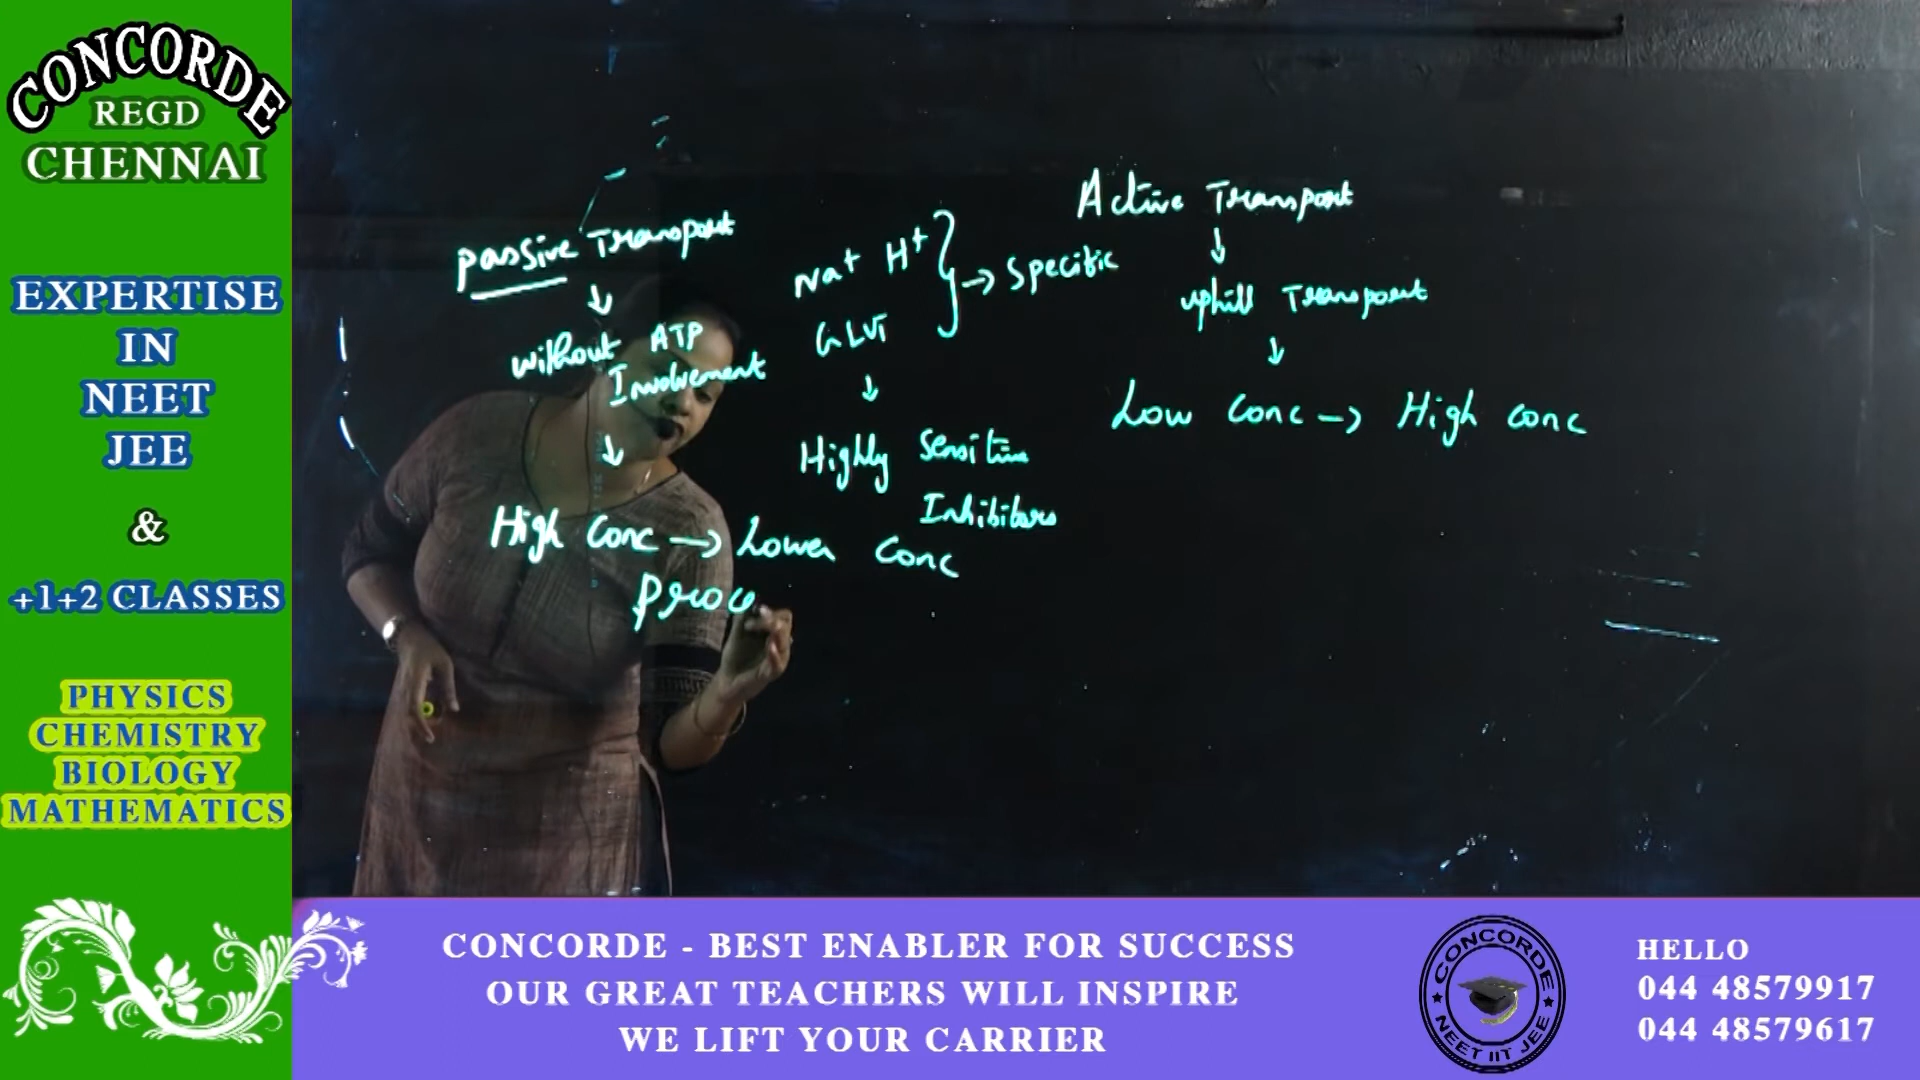 CONCORDE
REGD
CHENNAI
EXPERTISE
IN
NEET
JEE
&
+1+2 CLASSES
PHYSICS
CHEMISTRY
BIOLOGY
MATHEMATICS
Passive Transport
without ATP
Involvement
High Conc → Lower Conc
Na+ H+
GLUT
→ Specific
Highly Sensitive
Inhibitors
Active Transport
uphill Transport
Low Conc → High conc
CONCORDE - BEST ENABLER FOR SUCCESS
OUR GREAT TEACHERS WILL INSPIRE
WE LIFT YOUR CARRIER
CONCORDE
NEET IIT JEE
HELLO
044 48579917
044 48579617